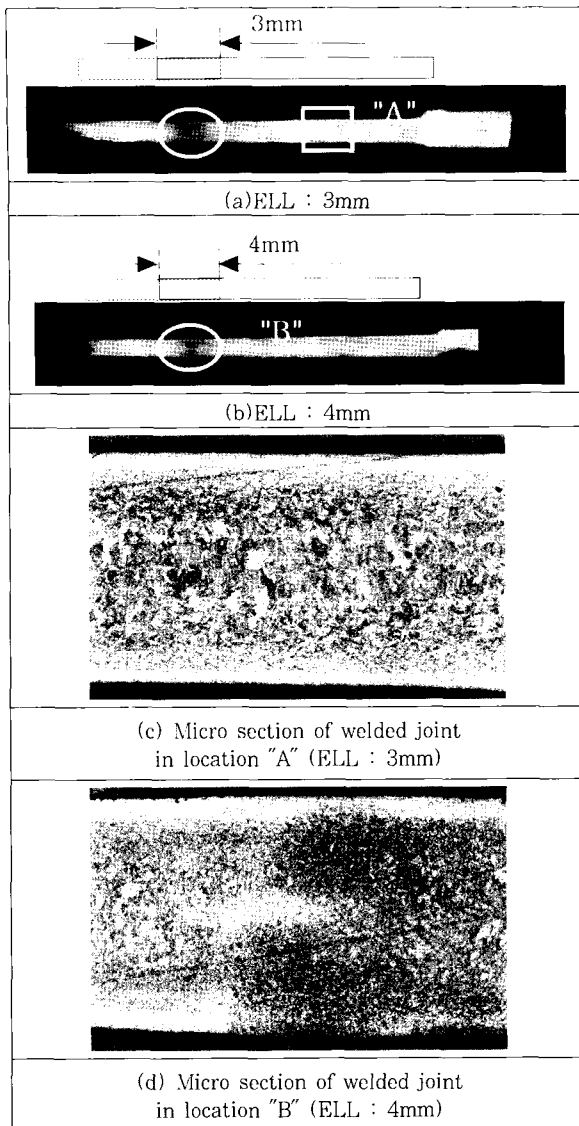 3mm
"A"
(a)ELL : 3mm
4mm
"B"
(b)ELL : 4mm
(c) Micro section of welded joint
in location "A" (ELL : 3mm)
(d) Micro section of welded joint
in location "B" (ELL : 4mm)